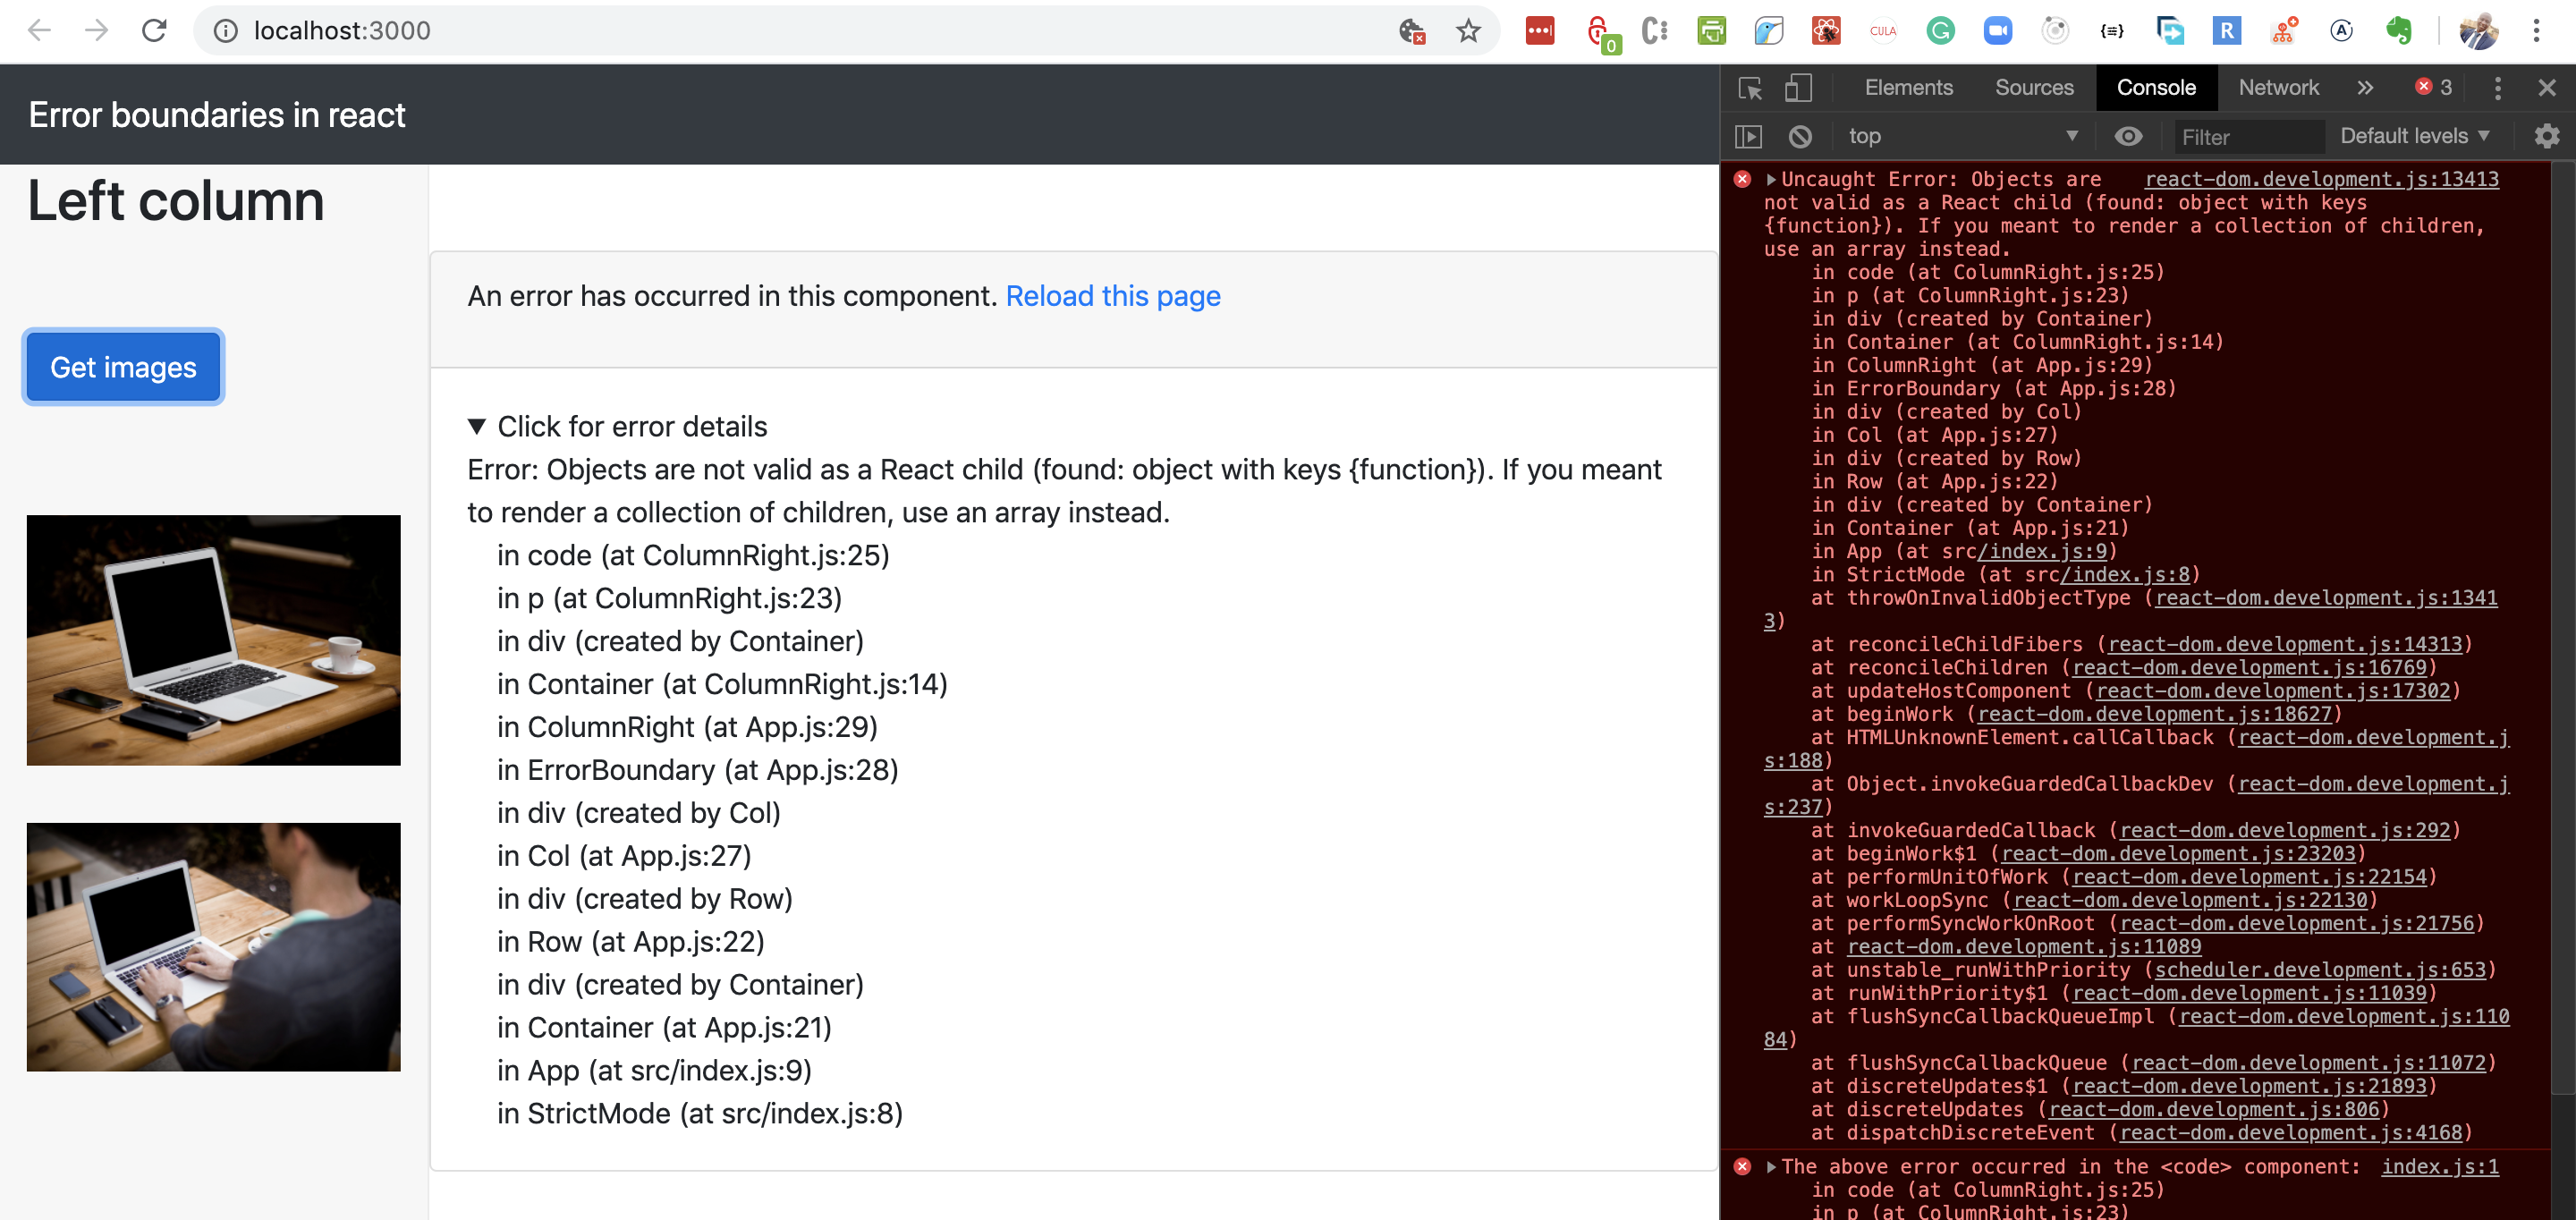 localhost:3000
0
CULA
R
A
Error boundaries in react
Left column
Get images
An error has occurred in this component. Reload this page
▼ Click for error details
Error: Objects are not valid as a React child (found: object with keys {function}). If you meant
to render a collection of children, use an array instead.
in code (at ColumnRight.js:25)
in p (at ColumnRight.js:23)
in div (created by Container)
in Container (at ColumnRight.js:14)
in ColumnRight (at App.js:29)
in ErrorBoundary (at App.js:28)
in div (created by Col)
in Col (at App.js:27)
in div (created by Row)
in Row (at App.js:22)
in div (created by Container)
in Container (at App.js:21)
in App (at src/index.js:9)
in StrictMode (at src/index.js:8)
Elements Sources Console Network » 3
top Filter Default levels
Uncaught Error: Objects are react-dom.development.js:13413
not valid as a React child (found: object with keys
{function}). If you meant to render a collection of children,
use an array instead.
in code (at ColumnRight.js:25)
in p (at ColumnRight.js:23)
in div (created by Container)
in Container (at ColumnRight.js:14)
in ColumnRight (at App.js:29)
in ErrorBoundary (at App.js:28)
in div (created by Col)
in Col (at App.js:27)
in div (created by Row)
in Row (at App.js:22)
in div (created by Container)
in Container (at App.js:21)
in App (at src/index.js:9)
in StrictMode (at src/index.js:8)
at throwOnInvalidObjectType (react-dom.development.js:1341
3)
at reconcileChildFibers (react-dom.development.js:14313)
at reconcileChildren (react-dom.development.js:16769)
at updateHostComponent (react-dom.development.js:17302)
at beginWork (react-dom.development.js:18627)
at HTMLUnknownElement.callCallback (react-dom.development.j
s:188)
at Object.invokeGuardedCallbackDev (react-dom.development.j
s:237)
at invokeGuardedCallback (react-dom.development.js:292)
at beginWork$1 (react-dom.development.js:23203)
at performUnitOfWork (react-dom.development.js:22154)
at workLoopSync (react-dom.development.js:22130)
at performSyncWorkOnRoot (react-dom.development.js:21756)
at react-dom.development.js:11089
at unstable_runWithPriority (scheduler.development.js:653)
at runWithPriority$1 (react-dom.development.js:11039)
at flushSyncCallbackQueueImpl (react-dom.development.js:110
84)
at flushSyncCallbackQueue (react-dom.development.js:11072)
at discreteUpdates$1 (react-dom.development.js:21893)
at discreteUpdates (react-dom.development.js:806)
at dispatchDiscreteEvent (react-dom.development.js:4168)
The above error occurred in the <code> component: index.js:1
in code (at ColumnRight.js:25)
in p (at ColumnRight.js:23)